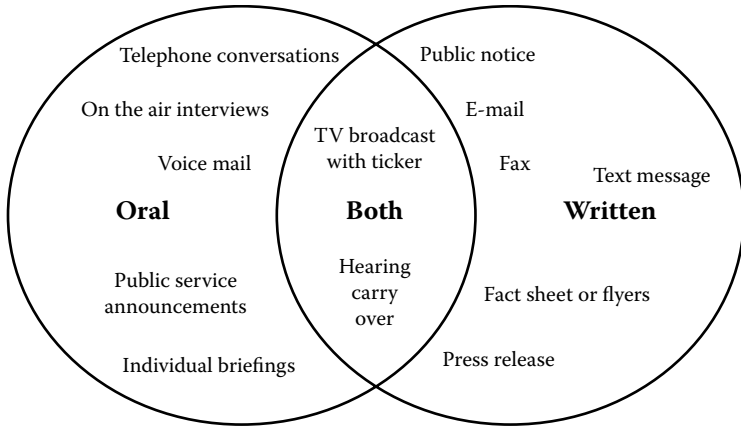 Telephone conversations
Public notice
On the air interviews
E-mail
TV broadcast
with ticker
Voice mail
Fax
Text message
Oral
Both
Written
Hearing
carry
over
Public service
announcements
Fact sheet or flyers
Individual briefings
Press release